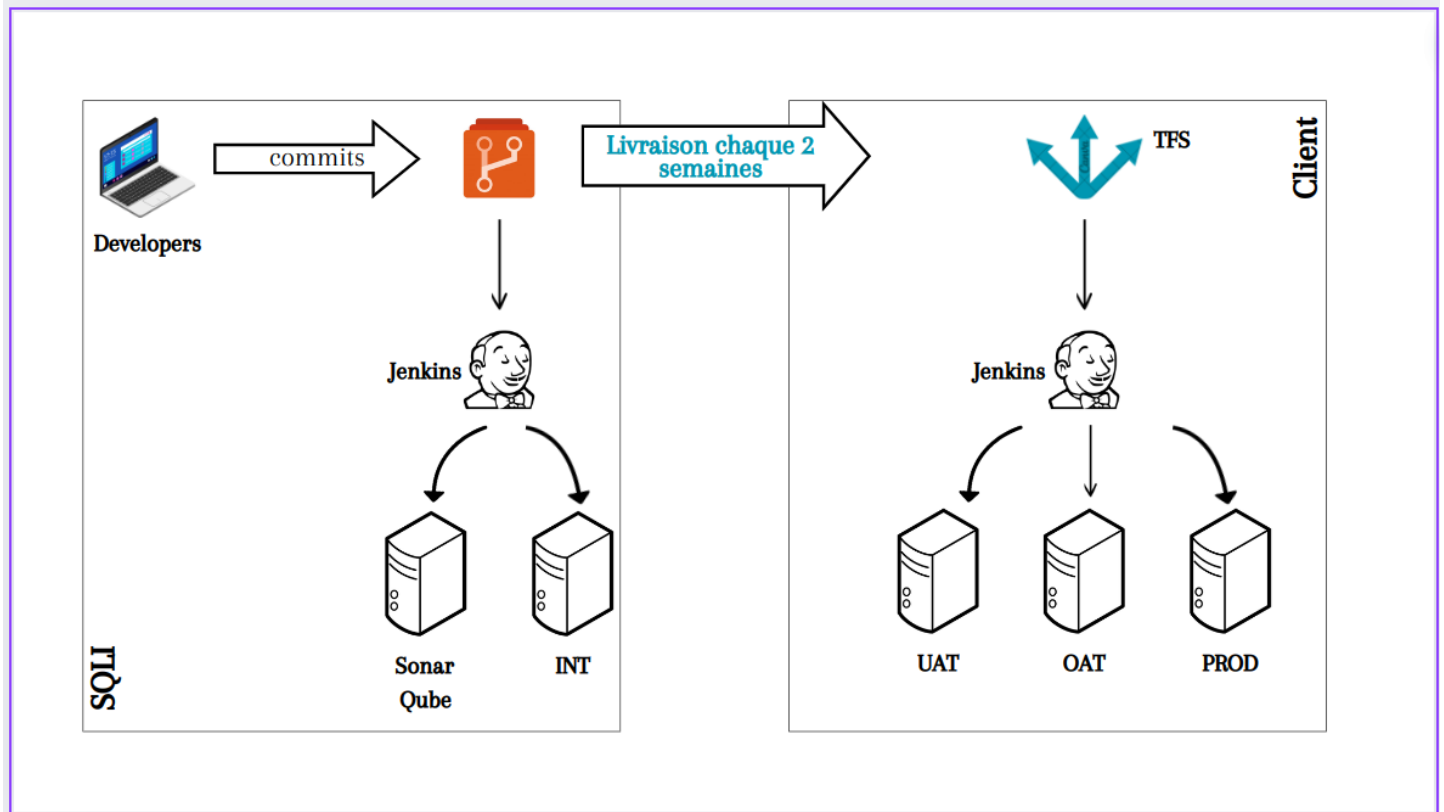 commits
Livraison chaque 2
semaines
TFS
Client
Developers
Jenkins
Jenkins
SQLI
Sonar
Qube
INT
UAT
OAT
PROD